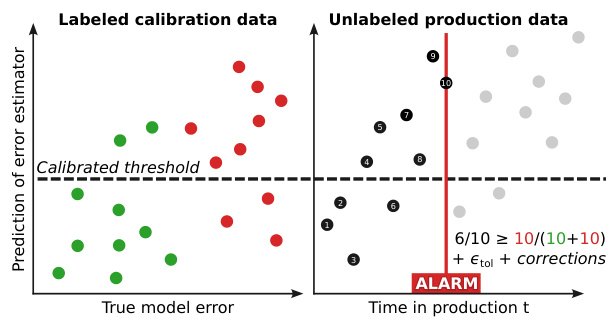 Labeled calibration data
Unlabeled production data
Prediction of error estimator
Calibrated threshold
9
10
7
5
8
4
2
6
1
3
6/10 ≥ 10/(10+10)
+ ϵtol + corrections
ALARM
True model error
Time in production t